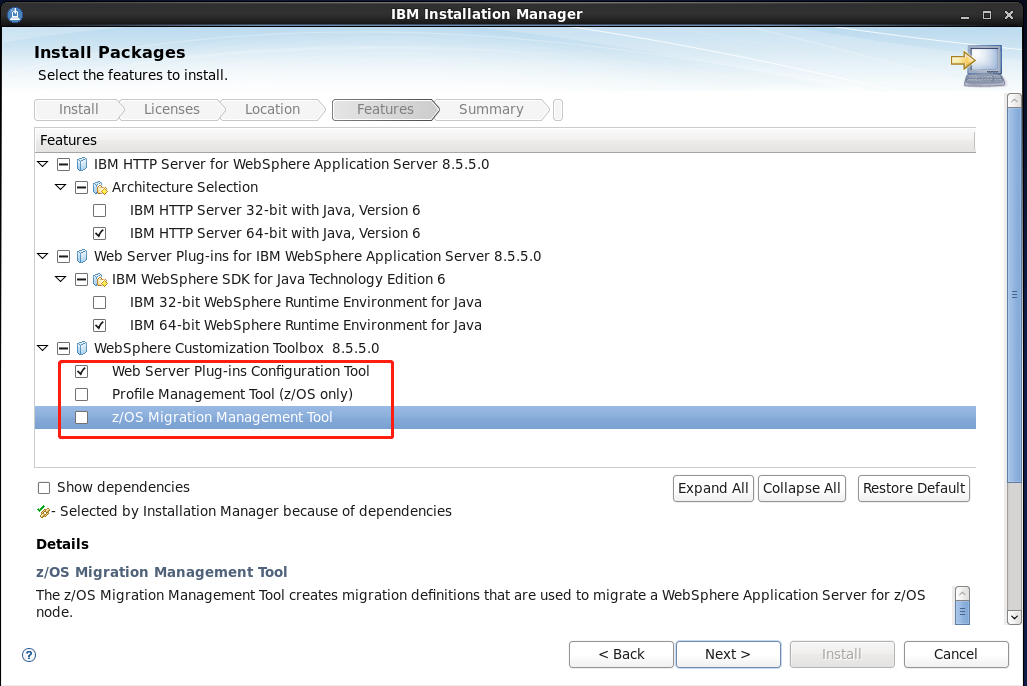 IBM Installation Manager
Install Packages
Select the features to install.
Install Licenses Location Features Summary
Features
IBM HTTP Server for WebSphere Application Server 8.5.5.0
Architecture Selection
IBM HTTP Server 32-bit with Java, Version 6
IBM HTTP Server 64-bit with Java, Version 6
Web Server Plug-ins for IBM WebSphere Application Server 8.5.5.0
IBM WebSphere SDK for Java Technology Edition 6
IBM 32-bit WebSphere Runtime Environment for Java
IBM 64-bit WebSphere Runtime Environment for Java
WebSphere Customization Toolbox  8.5.5.0
Web Server Plug-ins Configuration Tool
Profile Management Tool (z/OS only)
z/OS Migration Management Tool
Show dependencies Expand All Collapse All Restore Default
- Selected by Installation Manager because of dependencies
Details
z/OS Migration Management Tool
The z/OS Migration Management Tool creates migration definitions that are used to migrate a WebSphere Application Server for z/OS
node.
? < Back Next > Install Cancel